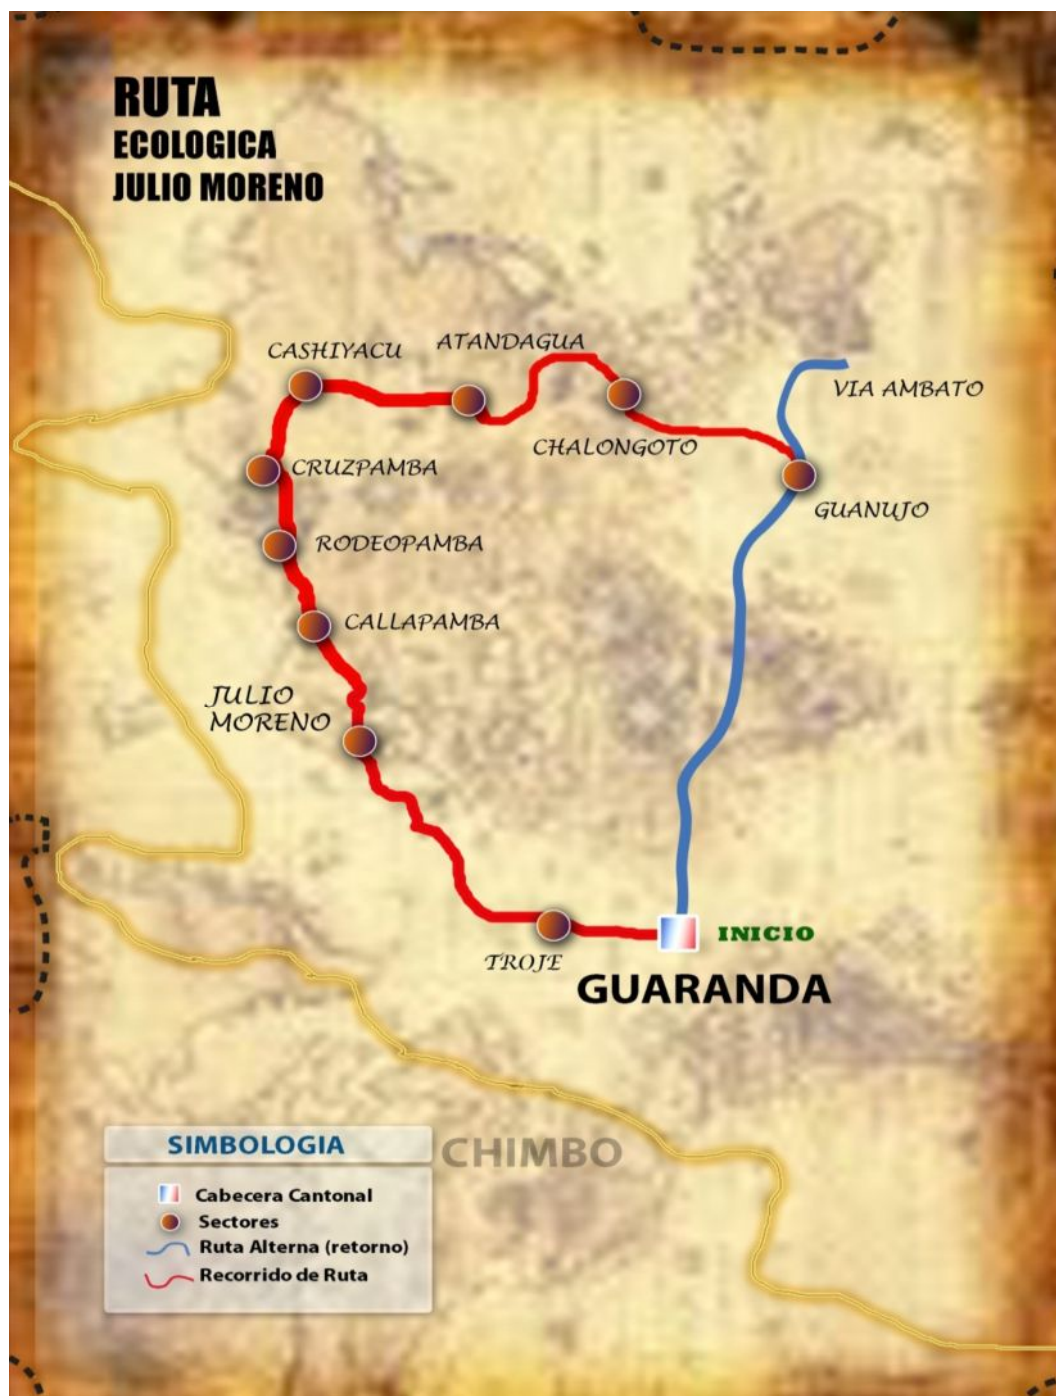 RUTA
ECOLOGICA
JULIO MORENO
CASHIYACU
ATANDAGUA
VIA AMBATO
CHALONGOTO
CRUZPAMBA
GUANUJO
RODEOPAMBA
CALLAPAMBA
JULIO
MORENO
INICIO
TROJE
GUARANDA
SIMBOLOGIA
CHIMBO
Cabecera Cantonal
Sectores
Ruta Alterna (retorno)
Recorrido de Ruta